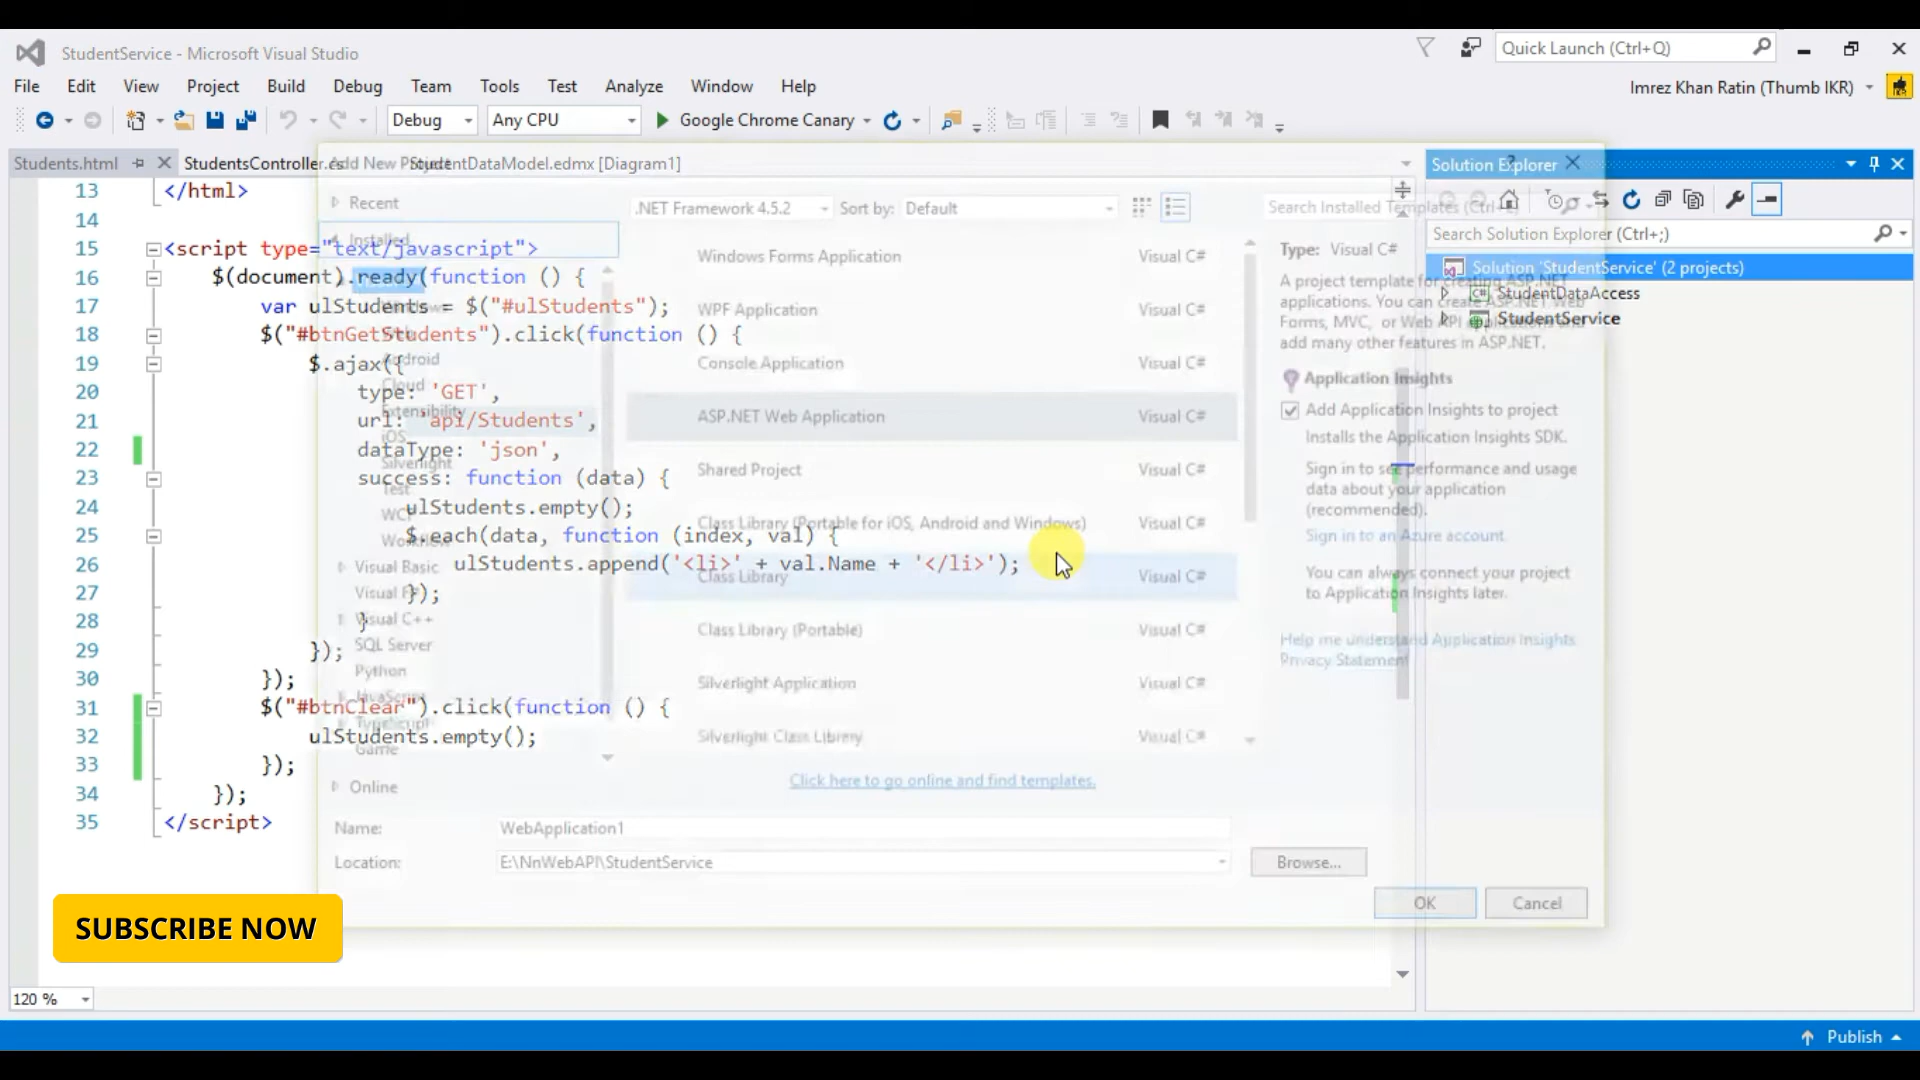 StudentService - Microsoft Visual Studio
Quick Launch (Ctrl+Q)
File Edit View Project Build Debug Team Tools Test Analyze Window Help
Imrez Khan Ratin (Thumb IKR)
Debug Any CPU Google Chrome Canary
Students.html StudentsController.cs StudentDataModel.edmx [Diagram1]
Add New Project
Solution Explorer
Search Solution Explorer (Ctrl+;)
Solution 'StudentService' (2 projects)
StudentDataAccess
StudentService
13 </html>
14
15 <script type="text/javascript">
16 $(document).ready(function () {
17 var ulStudents = $("#ulStudents");
18 $("#btnGetStudents").click(function () {
19 $.ajax({
20 type: 'GET',
21 url: 'api/Students',
22 dataType: 'json',
23 success: function (data) {
24 ulStudents.empty();
25 $.each(data, function (index, val) {
26 ulStudents.append('<li>' + val.Name + '</li>');
27 });
28 }
29 });
30 });
31 $("#btnClear").click(function () {
32 ulStudents.empty();
33 });
34 });
35 </script>
Recent
Installed
Android
Cloud
Extensibility
iOS
Silverlight
Test
WCF
Workflow
Visual Basic
Visual F#
Visual C++
SQL Server
Python
JavaScript
TypeScript
Game
Online
.NET Framework 4.5.2 Sort by: Default
Search Installed Templates (Ctrl+E)
Windows Forms Application Visual C#
WPF Application Visual C#
Console Application Visual C#
ASP.NET Web Application Visual C#
Shared Project Visual C#
Class Library (Portable for iOS, Android and Windows) Visual C#
Class Library Visual C#
Class Library (Portable) Visual C#
Silverlight Application Visual C#
Silverlight Class Library Visual C#
Click here to go online and find templates.
Type: Visual C#
A project template for creating ASP.NET
applications. You can create ASP.NET Web
Forms, MVC, or Web API applications and
add many other features in ASP.NET.
Application Insights
Add Application Insights to project
Installs the Application Insights SDK.
Sign in to see performance and usage
data about your application
(recommended).
Sign in to an Azure account.
You can always connect your project
to Application Insights later.
Help me understand Application Insights
Privacy Statement
Name: WebApplication1
Location: E:\NnWebAPI\StudentService
Browse...
OK Cancel
SUBSCRIBE NOW
120 %
Publish